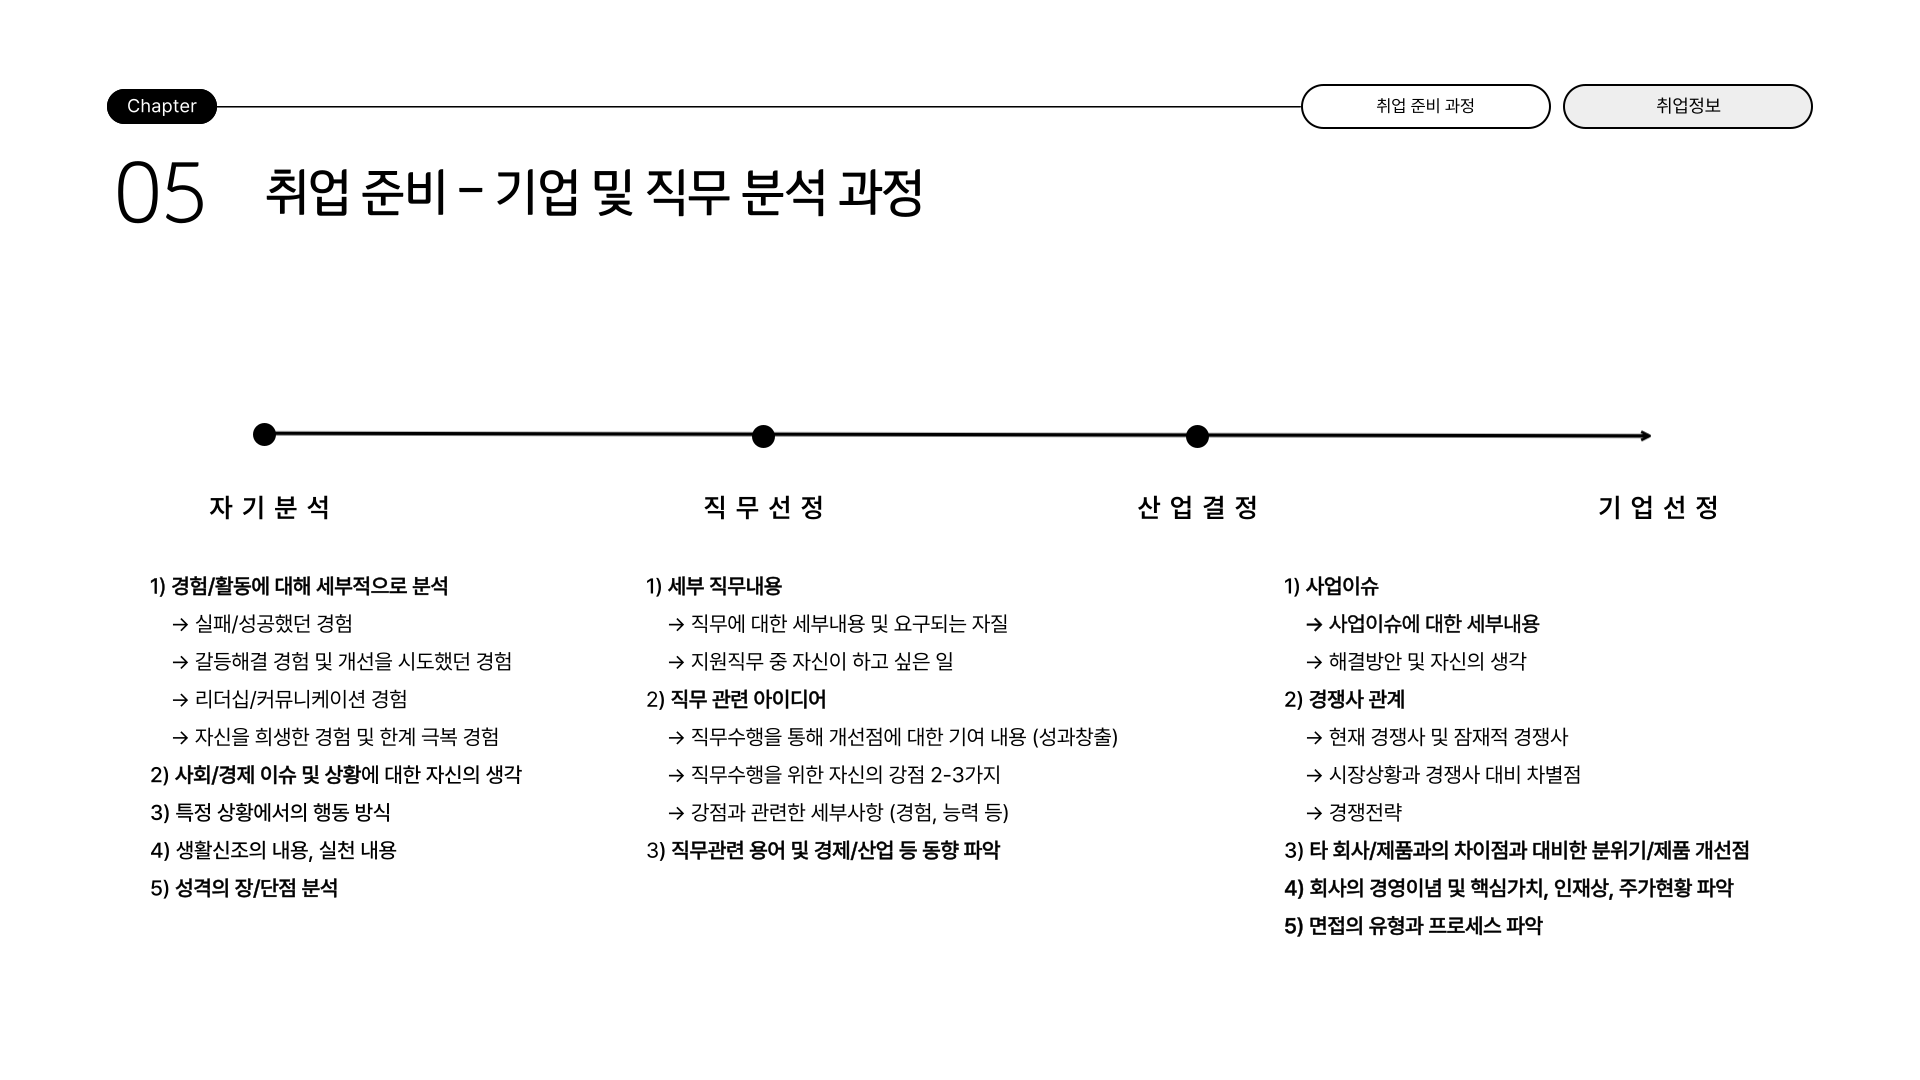 Chapter
취업 준비 과정
취업정보
05
취업 준비 – 기업 및 직무 분석 과정
자기분석
직무선정
산업결정
기업선정
1) 경험/활동에 대해 세부적으로 분석
→ 실패/성공했던 경험
→ 갈등해결 경험 및 개선을 시도했던 경험
→ 리더십/커뮤니케이션 경험
→ 자신을 희생한 경험 및 한계 극복 경험
2) 사회/경제 이슈 및 상황에 대한 자신의 생각
3) 특정 상황에서의 행동 방식
4) 생활신조의 내용, 실천 내용
5) 성격의 장/단점 분석
1) 세부 직무내용
→ 직무에 대한 세부내용 및 요구되는 자질
→ 지원직무 중 자신이 하고 싶은 일
2) 직무 관련 아이디어
→ 직무수행을 통해 개선점에 대한 기여 내용 (성과창출)
→ 직무수행을 위한 자신의 강점 2-3가지
→ 강점과 관련한 세부사항 (경험, 능력 등)
3) 직무관련 용어 및 경제/산업 등 동향 파악
1) 사업이슈
→ 사업이슈에 대한 세부내용
→ 해결방안 및 자신의 생각
2) 경쟁사 관계
→ 현재 경쟁사 및 잠재적 경쟁사
→ 시장상황과 경쟁사 대비 차별점
→ 경쟁전략
3) 타 회사/제품과의 차이점과 대비한 분위기/제품 개선점
4) 회사의 경영이념 및 핵심가치, 인재상, 주가현황 파악
5) 면접의 유형과 프로세스 파악